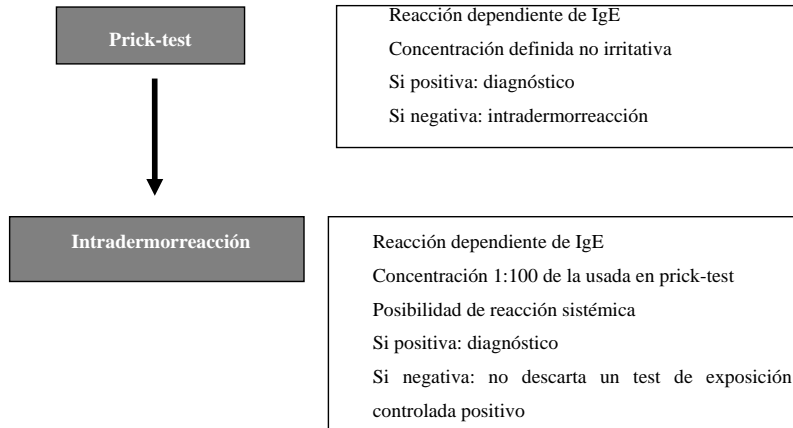 Prick-test
Reacción dependiente de IgE
Concentración definida no irritativa
Si positiva: diagnóstico
Si negativa: intradermorreacción
Intradermorreacción
Reacción dependiente de IgE
Concentración 1:100 de la usada en prick-test
Posibilidad de reacción sistémica
Si positiva: diagnóstico
Si negativa: no descarta un test de exposición
controlada positivo